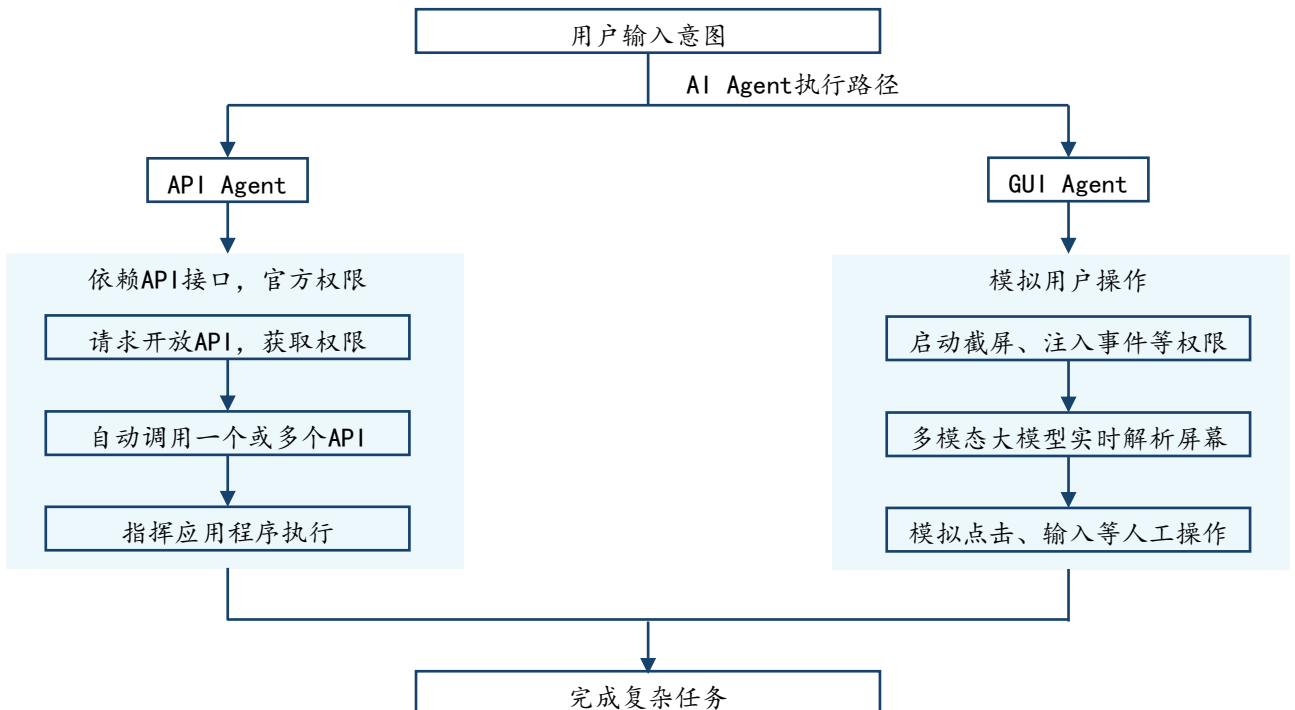 用户输入意图
AI Agent执行路径
API Agent
依赖API接口，官方权限
请求开放API，获取权限
自动调用一个或多个API
指挥应用程序执行
GUI Agent
模拟用户操作
启动截屏、注入事件等权限
多模态大模型实时解析屏幕
模拟点击、输入等人工操作
完成复杂任务